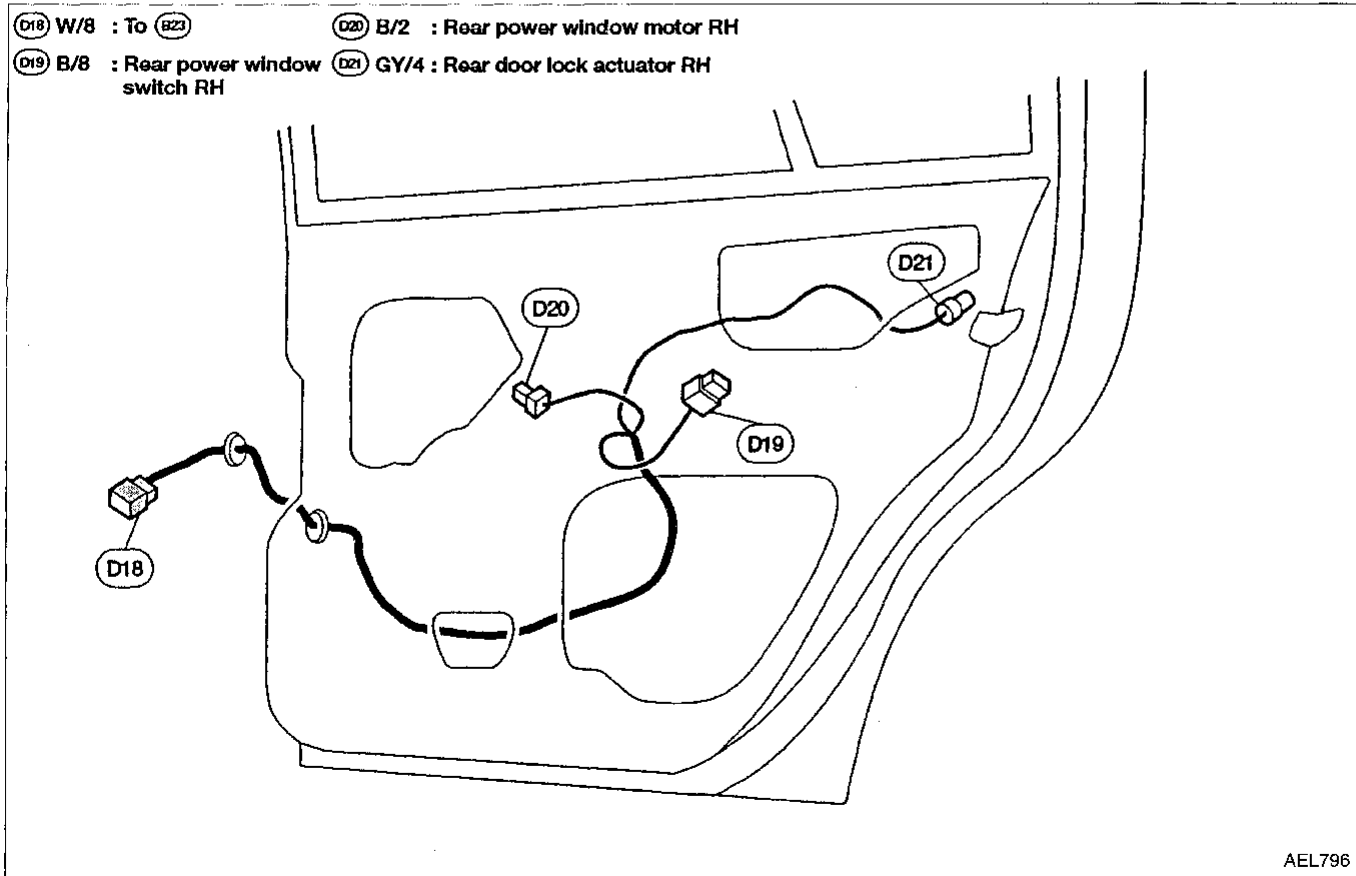 D18 W/8 : To B23
D20 B/2 : Rear power window motor RH
D19 B/8 : Rear power window
switch RH
D21 GY/4 : Rear door lock actuator RH
D21
D20
D19
D18
AEL796